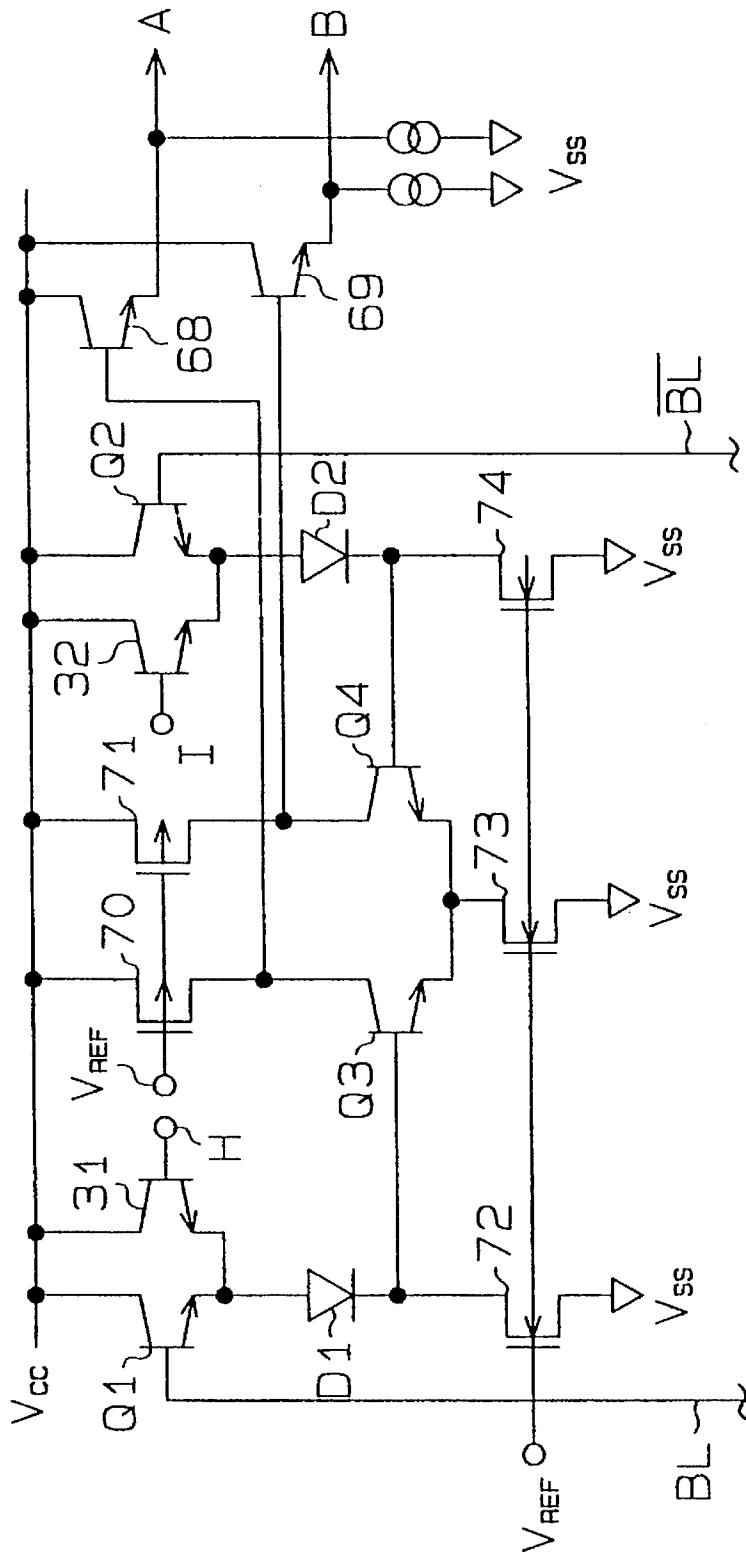 V_CC
Q1
31
H
V_REF
70
71
I
32
Q2
68
A
B
69
D1
Q3
Q4
D2
72
73
74
V_REF
V_SS
V_SS
V_SS
V_SS
BL
B̅L̅